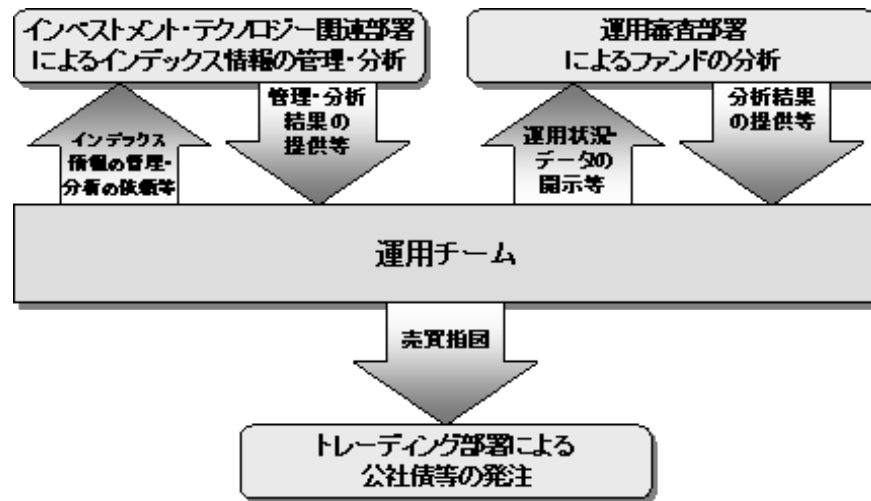 インベストメント・テクノロジー関連部署
によるインデックス情報の管理・分析
運用審査部署
によるファンドの分析
インデックス
情報の管理・
分析の依頼等
管理・分析
結果の
提供等
運用状況・
データの
開示等
分析結果
の提供等
運用チーム
売買指図
トレーディング部署による
公社債等の発注